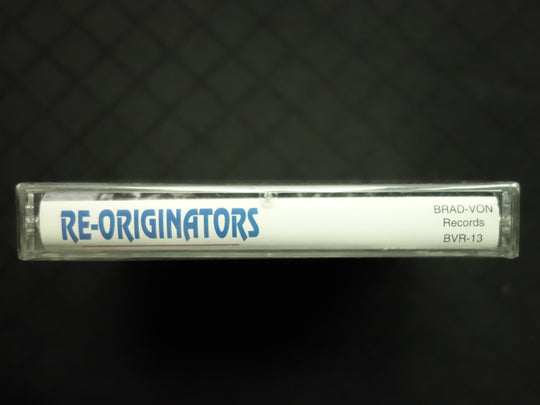 RE-ORIGINATORS
BRAD-VON
Records
BVR-13